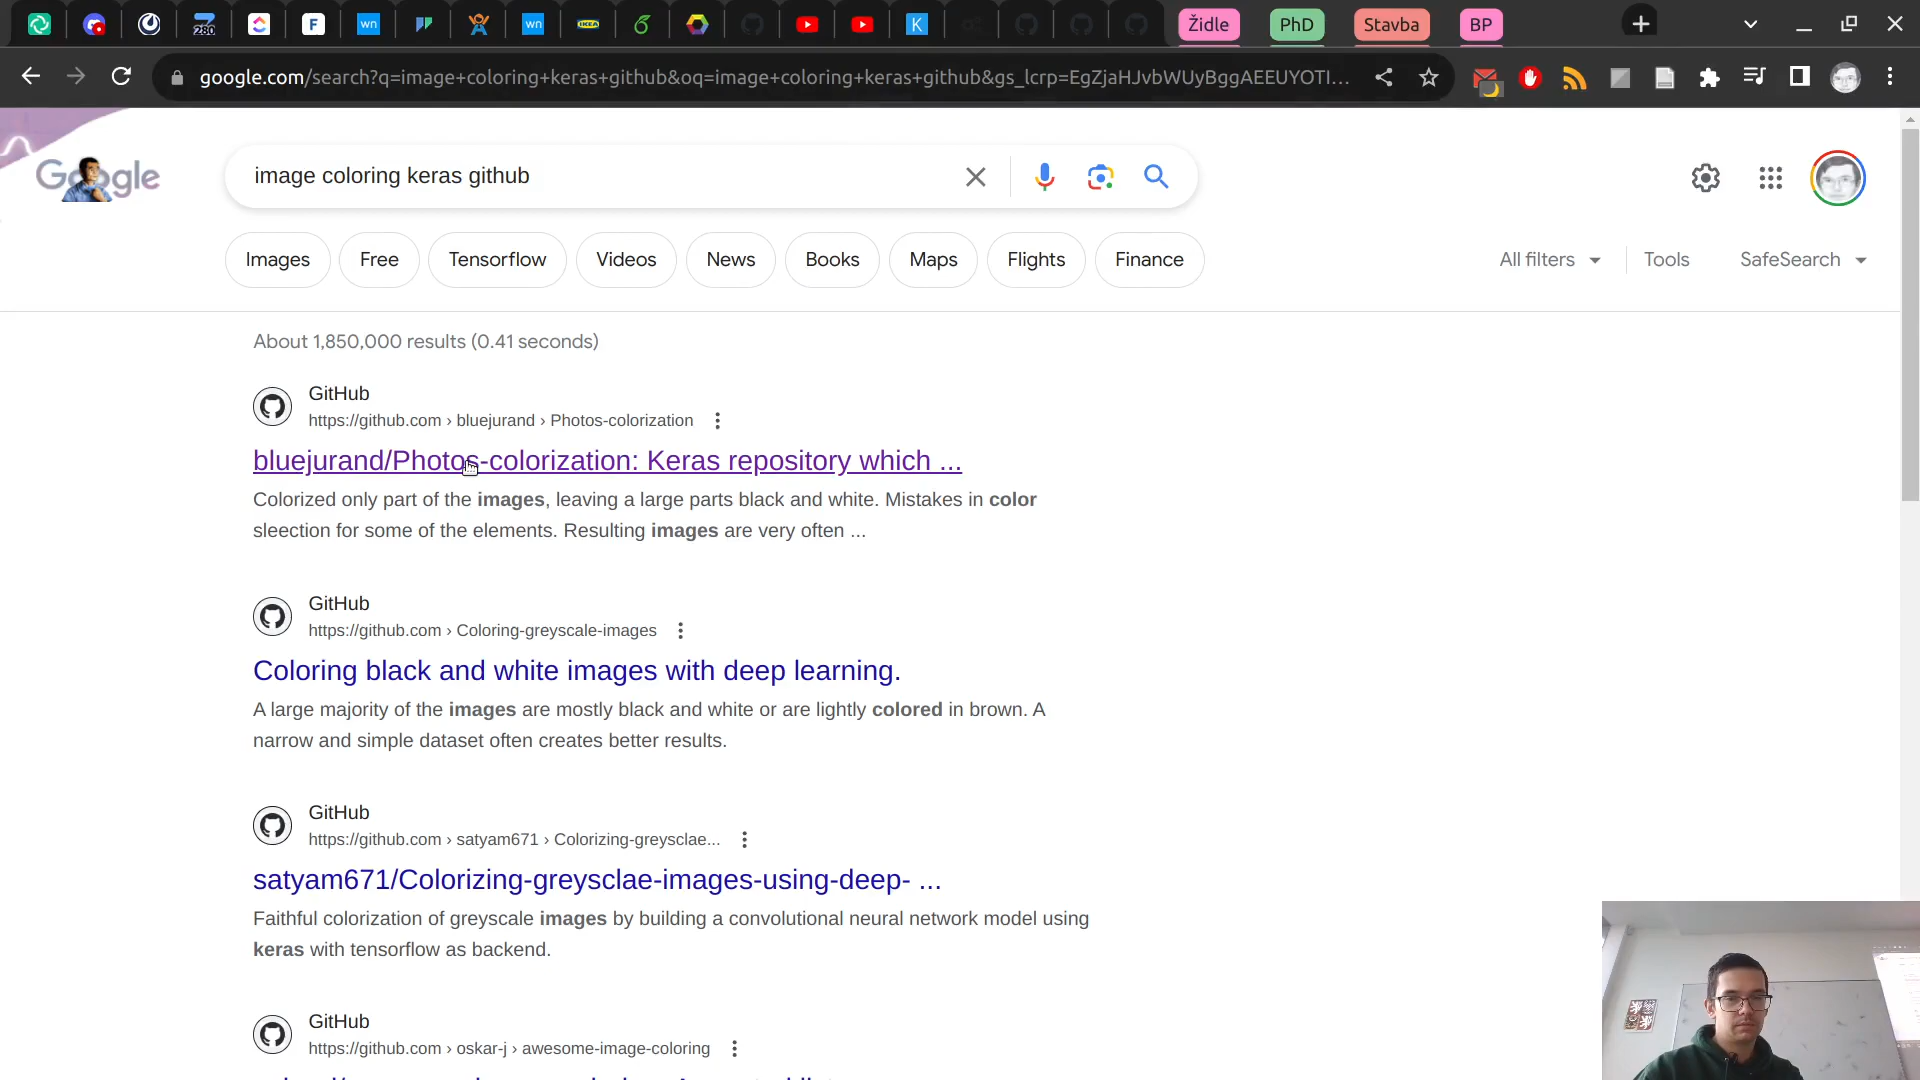 280
F
wn
wn
IKEA
K
Židle
PhD
Stavba
BP
google.com/search?q=image+coloring+keras+github&oq=image+coloring+keras+github&gs_lcrp=EgZjaHJvbWUyBggAEEUYOTI...
Google
image coloring keras github
Images
Free
Tensorflow
Videos
News
Books
Maps
Flights
Finance
All filters
Tools
SafeSearch
About 1,850,000 results (0.41 seconds)
GitHub
https://github.com › bluejurand › Photos-colorization
bluejurand/Photos-colorization: Keras repository which ...
Colorized only part of the images, leaving a large parts black and white. Mistakes in color
sleection for some of the elements. Resulting images are very often ...
GitHub
https://github.com › Coloring-greyscale-images
Coloring black and white images with deep learning.
A large majority of the images are mostly black and white or are lightly colored in brown. A
narrow and simple dataset often creates better results.
GitHub
https://github.com › satyam671 › Colorizing-greysclae...
satyam671/Colorizing-greysclae-images-using-deep- ...
Faithful colorization of greyscale images by building a convolutional neural network model using
keras with tensorflow as backend.
GitHub
https://github.com › oskar-j › awesome-image-coloring